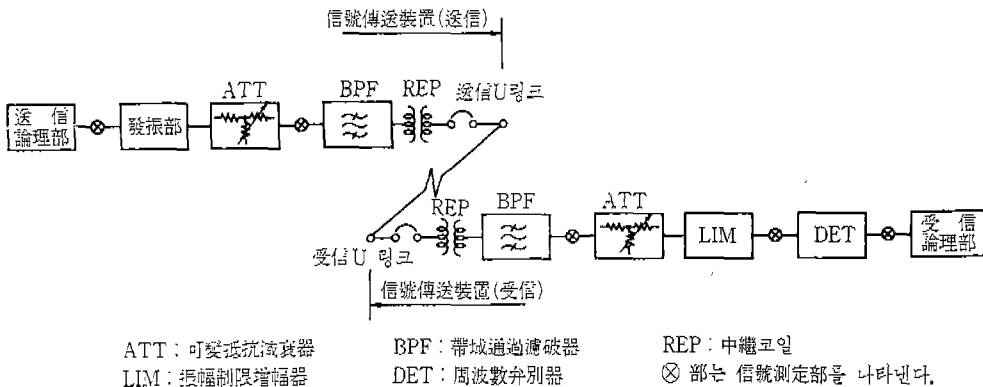 信號傳送裝置(送信)
ATT
BPF
REP
送信U링크
送信
論理部
發振部
REP
BPF
ATT
受信U 링크
LIM
DET
受信
論理部
信號傳送裝置(受信)
ATT : 可變抵抗減衰器
BPF : 帶域通過濾波器
REP : 中繼코일
LIM : 振幅制限增幅器
DET : 周波數弁別器
⊗ 部는 信號測定部를 나타낸다.